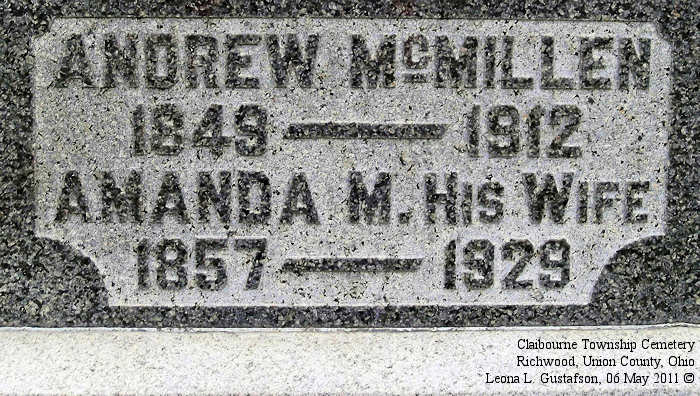 ANDREW McMILLEN
1849 — 1912
AMANDA M. HIS WIFE
1857 — 1929
Claibourne Township Cemetery
Richwood, Union County, Ohio
Leona L. Gustafson, 06 May 2011 ©